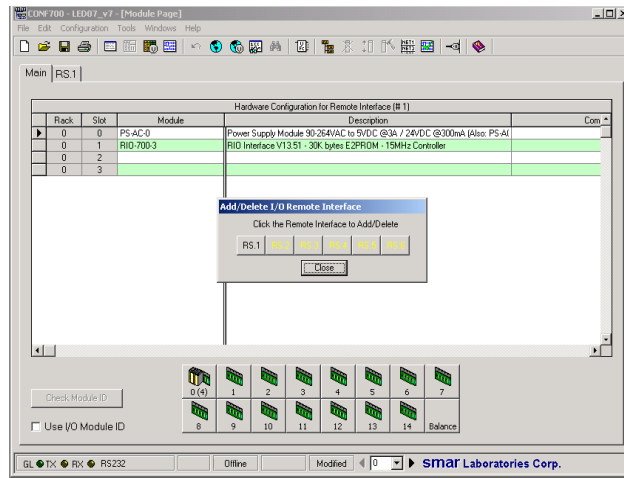 CONF700 - LED07_v7 - [Module Page]
File Edit Configuration Tools Windows Help
Main RS.1
Hardware Configuration for Remote Interface (# 1)
Rack Slot Module Description Com
0 0 PS-AC-0 Power Supply Module 90-264VAC to 5VDC @3A / 24VDC @300mA (Also: PS-A(
0 1 RIO-700-3 RIO Interface V13.51 - 30K bytes E2PROM - 15MHz Controller
0 2
0 3
Add/Delete I/O Remote Interface
Click the Remote Interface to Add/Delete
RS.1 RS.2 RS.3 RS.4 RS.5 RS.6
Close
0 (4) 1 2 3 4 5 6 7
Check Module ID
8 9 10 11 12 13 14 Balance
Use I/O Module ID
GL TX RX RS232 Offline Modified 0 smar Laboratories Corp.